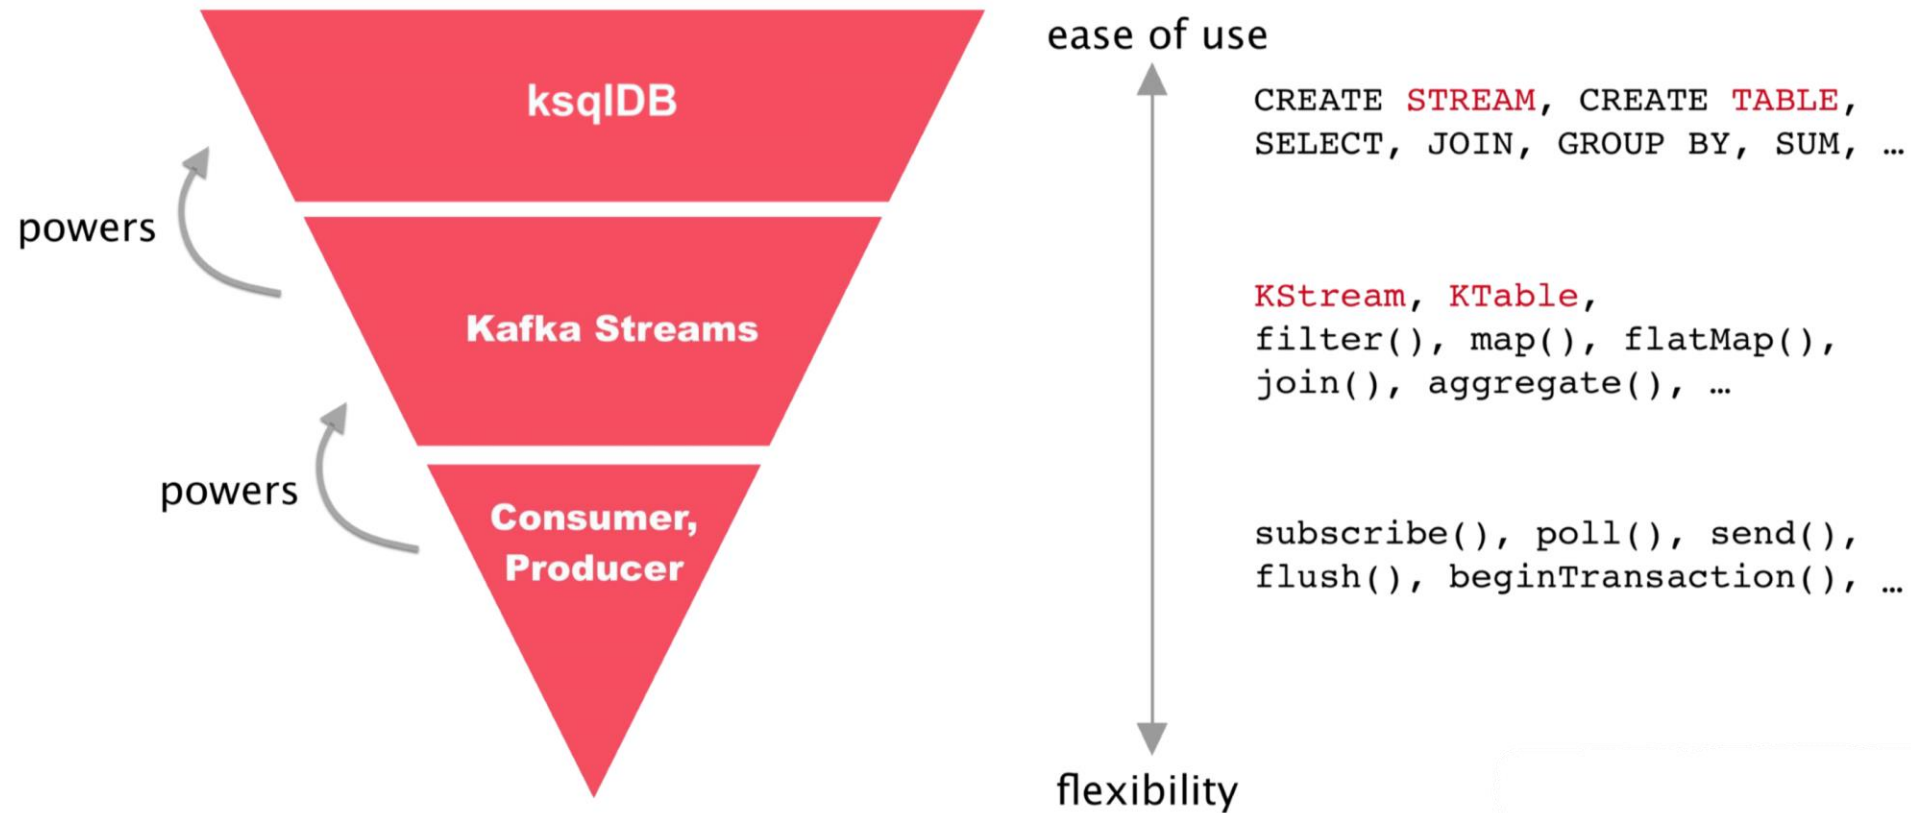 ksqlDB
powers
Kafka Streams
powers
Consumer,
Producer
ease of use
flexibility
CREATE STREAM, CREATE TABLE,
SELECT, JOIN, GROUP BY, SUM, …
KStream, KTable,
filter(), map(), flatMap(),
join(), aggregate(), …
subscribe(), poll(), send(),
flush(), beginTransaction(), …